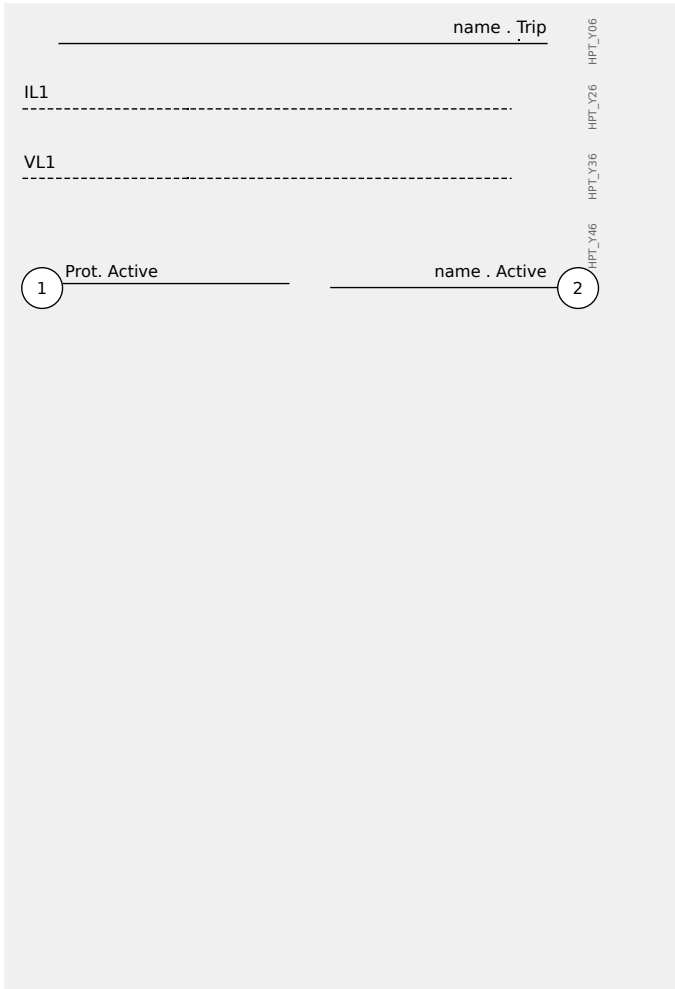 name . Trip
HPT_Y06
IL1
HPT_Y26
VL1
HPT_Y36
HPT_Y46
1 Prot. Active name . Active 2